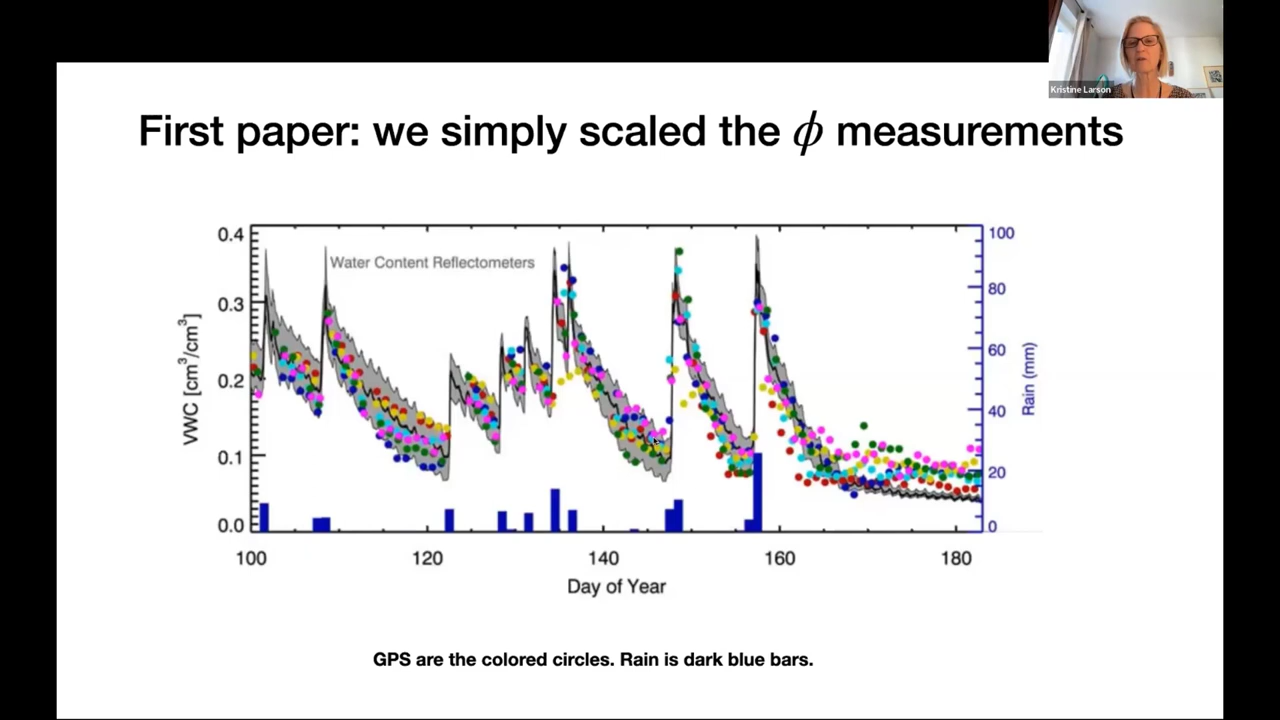 Kristine Larson
First paper: we simply scaled the ϕ measurements
Water Content Reflectometers
VWC [cm³/cm³]
0.4
0.3
0.2
0.1
0.0
100
80
60
40
20
0
Rain (mm)
100 120 140 160 180
Day of Year
GPS are the colored circles. Rain is dark blue bars.